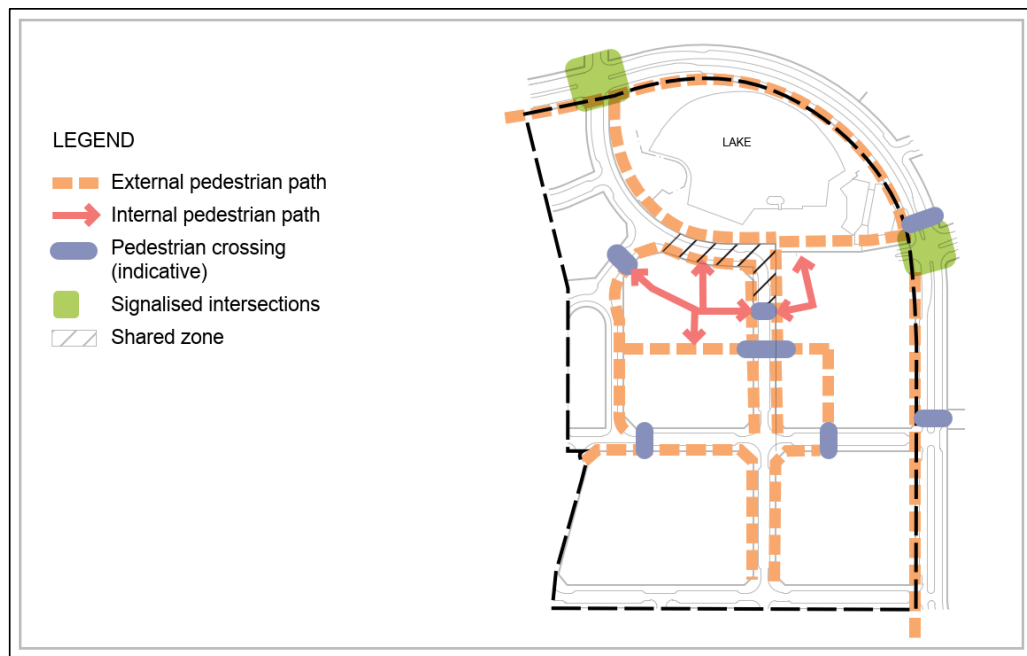 LEGEND
External pedestrian path
Internal pedestrian path
Pedestrian crossing
(indicative)
Signalised intersections
Shared zone
LAKE